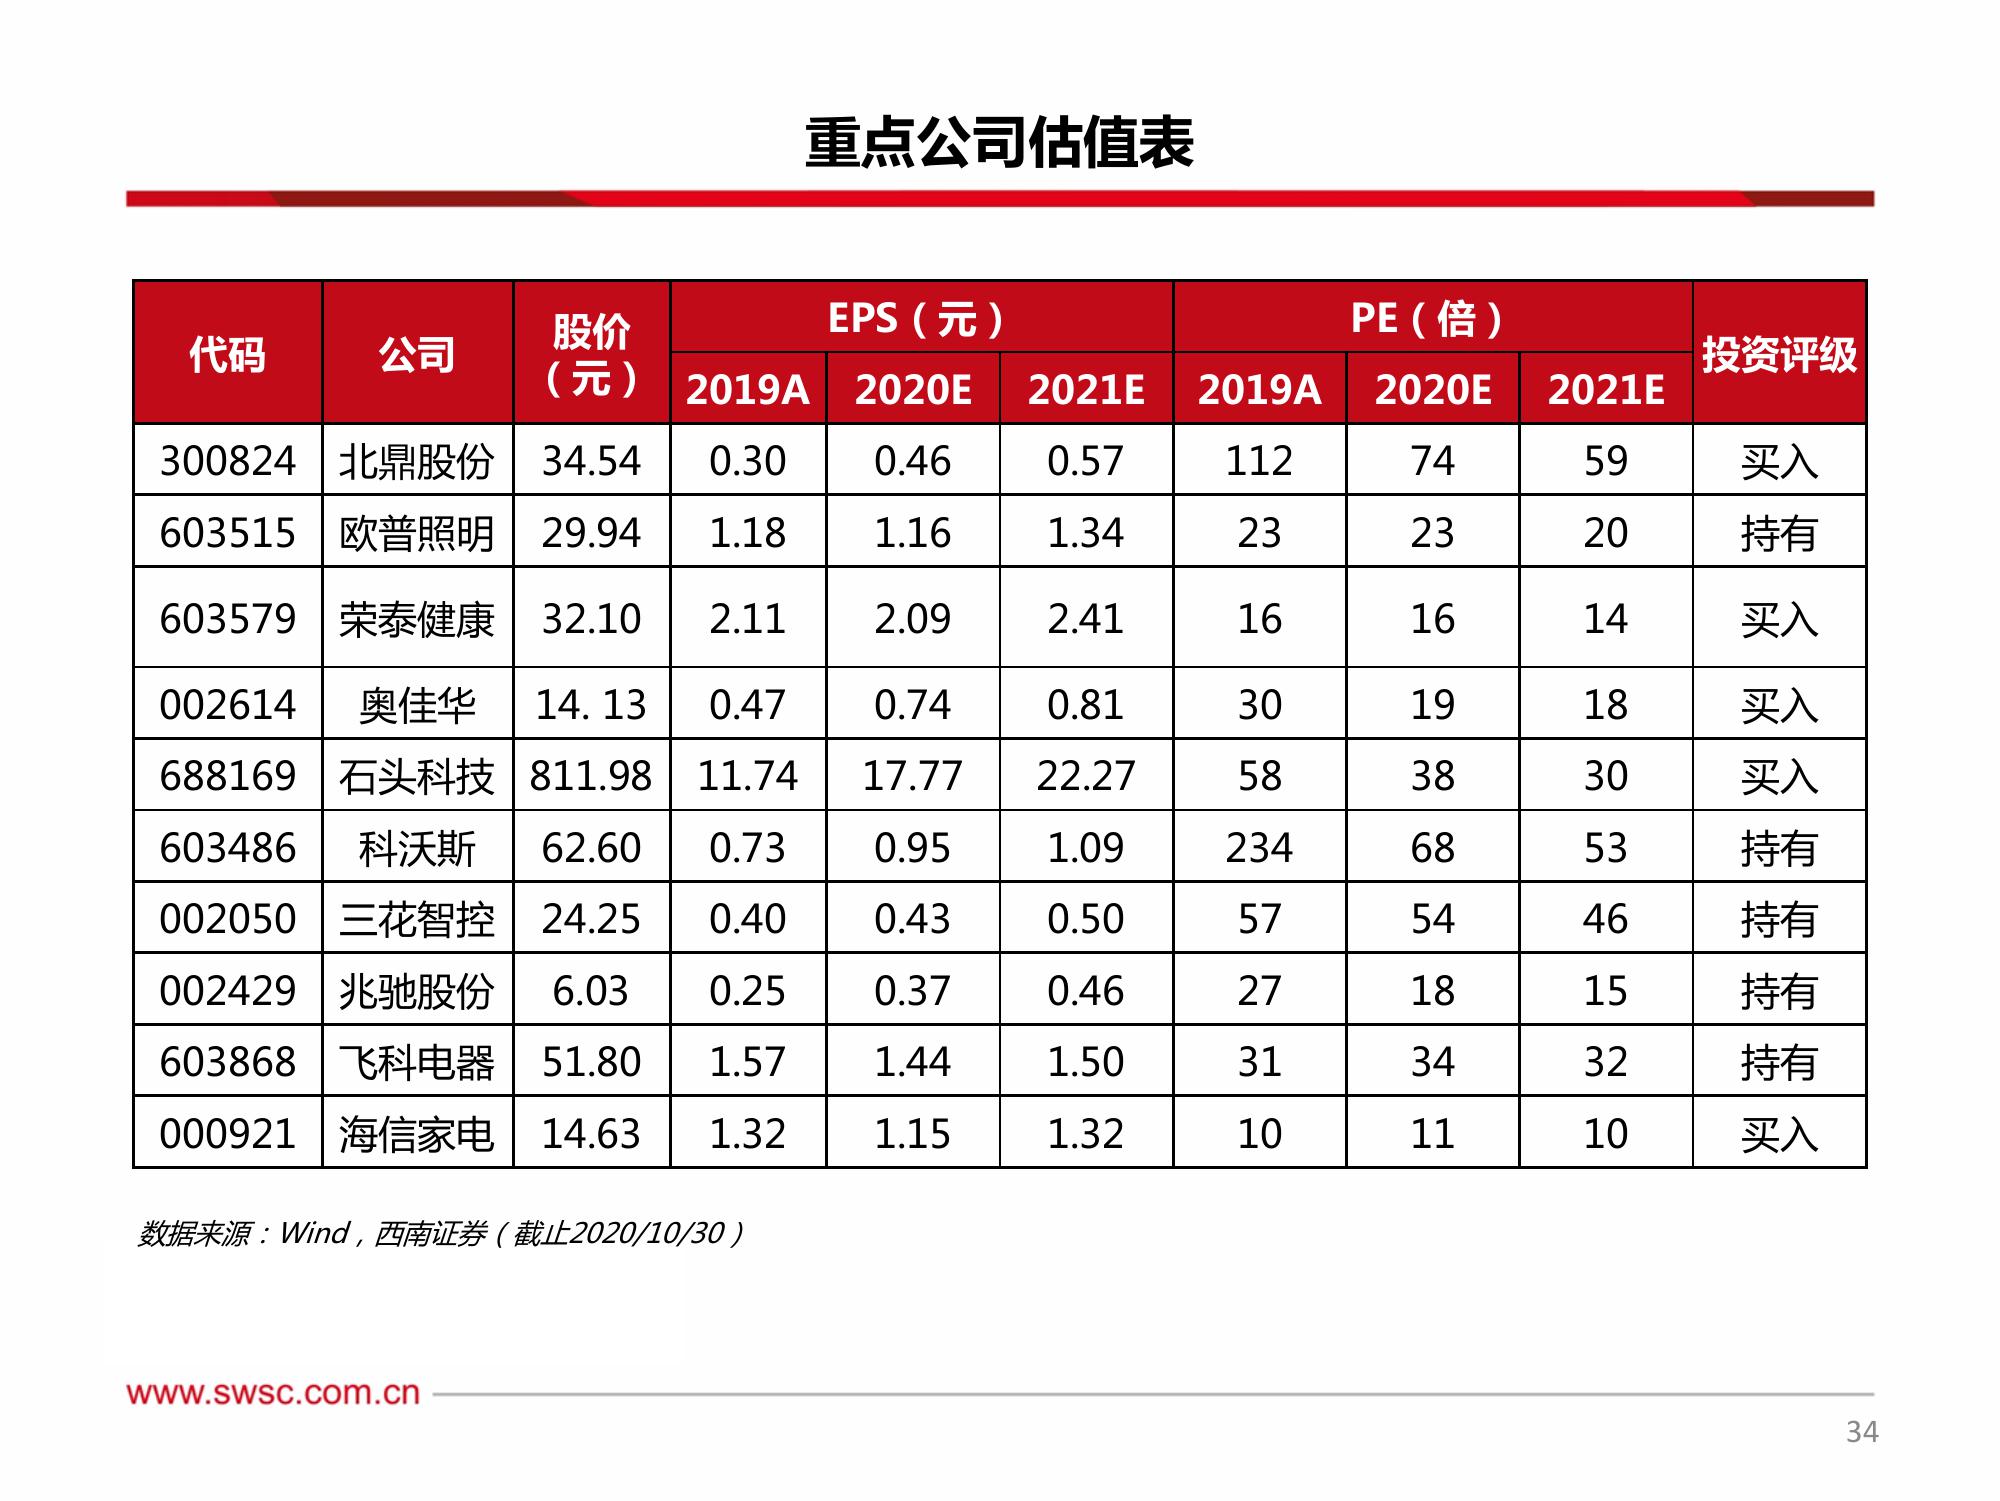 重点公司估值表
代码 公司 股价（元） EPS（元） PE（倍） 投资评级
2019A 2020E 2021E 2019A 2020E 2021E
300824 北鼎股份 34.54 0.30 0.46 0.57 112 74 59 买入
603515 欧普照明 29.94 1.18 1.16 1.34 23 23 20 持有
603579 荣泰健康 32.10 2.11 2.09 2.41 16 16 14 买入
002614 奥佳华 14. 13 0.47 0.74 0.81 30 19 18 买入
688169 石头科技 811.98 11.74 17.77 22.27 58 38 30 买入
603486 科沃斯 62.60 0.73 0.95 1.09 234 68 53 持有
002050 三花智控 24.25 0.40 0.43 0.50 57 54 46 持有
002429 兆驰股份 6.03 0.25 0.37 0.46 27 18 15 持有
603868 飞科电器 51.80 1.57 1.44 1.50 31 34 32 持有
000921 海信家电 14.63 1.32 1.15 1.32 10 11 10 买入
数据来源：Wind，西南证券（截止2020/10/30）
www.swsc.com.cn
34